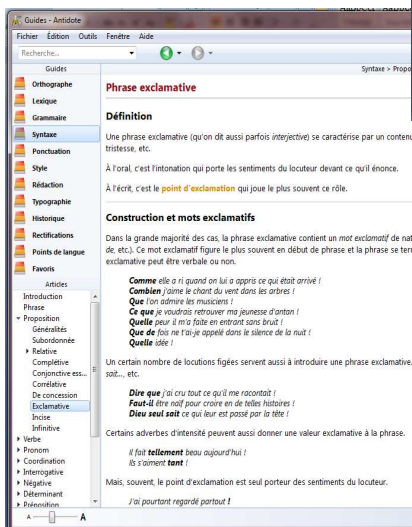 Guides - Antidote
Fichier Édition Outils Fenêtre Aide
Recherche...
Guides
Orthographe
Lexique
Grammaire
Syntaxe
Ponctuation
Style
Rédaction
Typographie
Historique
Rectifications
Points de langue
Favoris
Articles
Introduction
Phrase
Proposition
Généralités
Subordonnée
Relative
Complétive
Conjonctive ess...
Corrélative
De concession
Exclamative
Incise
Infinitive
Verbe
Pronom
Coordination
Interrogative
Négative
Déterminant
Préposition
A A
Syntaxe > Propo
Phrase exclamative
Définition
Une phrase exclamative (qu'on dit aussi parfois interjective) se caractérise par un contenu
tristesse, etc.
À l'oral, c'est l'intonation qui porte les sentiments du locuteur devant ce qu'il énonce.
À l'écrit, c'est le point d'exclamation qui joue le plus souvent ce rôle.
Construction et mots exclamatifs
Dans la grande majorité des cas, la phrase exclamative contient un mot exclamatif de nat
de, etc.). Ce mot exclamatif figure le plus souvent en début de phrase et la phrase se ter
exclamative peut être verbale ou non.
Comme elle a ri quand on lui a appris ce qui était arrivé !
Combien j'aime le chant du vent dans les arbres !
Que l'on admire les musiciens !
Ce que je voudrais retrouver ma jeunesse d'antan !
Quelle peur il m'a faite en entrant sans bruit !
Que de fois ne t'ai-je appelé dans le silence de la nuit !
Quelle idée !
Un certain nombre de locutions figées servent aussi à introduire une phrase exclamative.
sait..., etc.
Dire que j'ai cru tout ce qu'il me racontait !
Faut-il être naïf pour croire en de telles histoires !
Dieu seul sait ce qui leur est passé par la tête !
Certains adverbes d'intensité peuvent aussi donner une valeur exclamative à la phrase.
Il fait tellement beau aujourd'hui !
Ils s'aiment tant !
Mais, souvent, le point d'exclamation est seul porteur des sentiments du locuteur.
J'ai pourtant regardé partout !